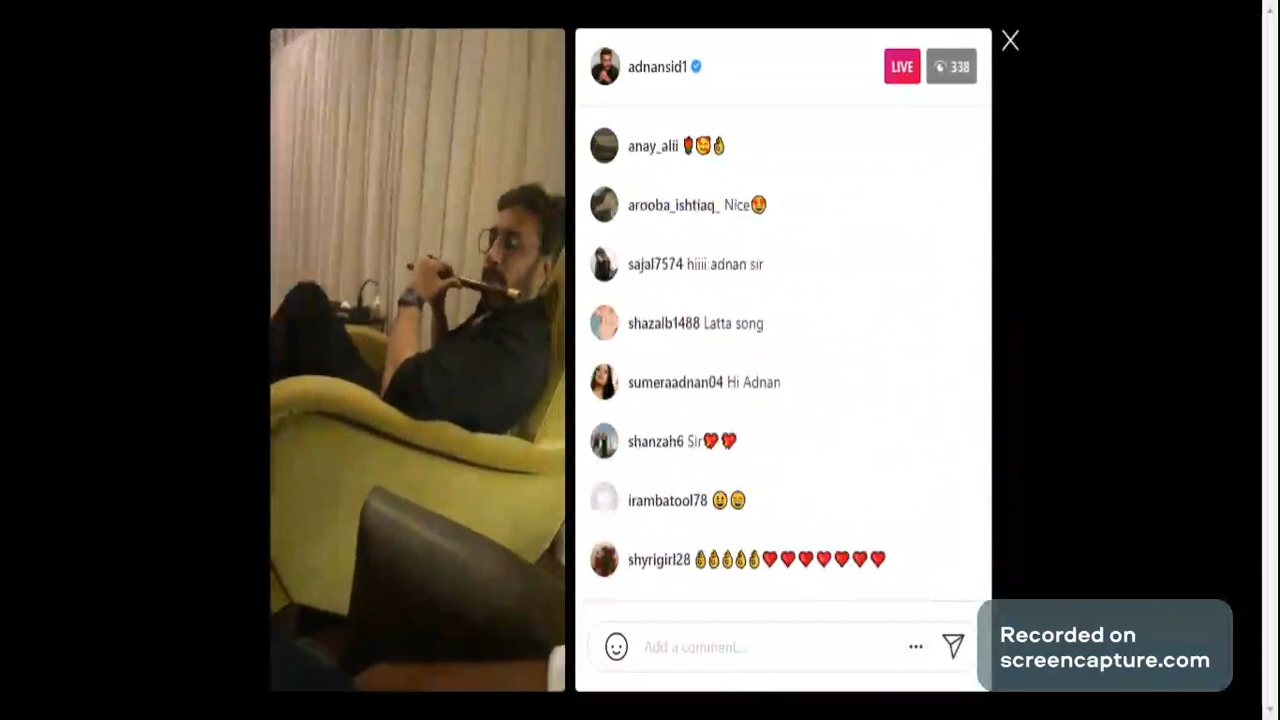 adnansid1
LIVE
338
anay_alii 🌹🥰👌
arooba_ishtiaq_ Nice😍
sajal7574 hiiii adnan sir
shazalb1488 Latta song
sumeraadnan04 Hi Adnan
shanzah6 Sir💖💖
irambatool78 😃😄
shyrigirl28 👌👌👌👌👌❤❤❤❤❤❤❤
Add a comment...
Recorded on
screencapture.com